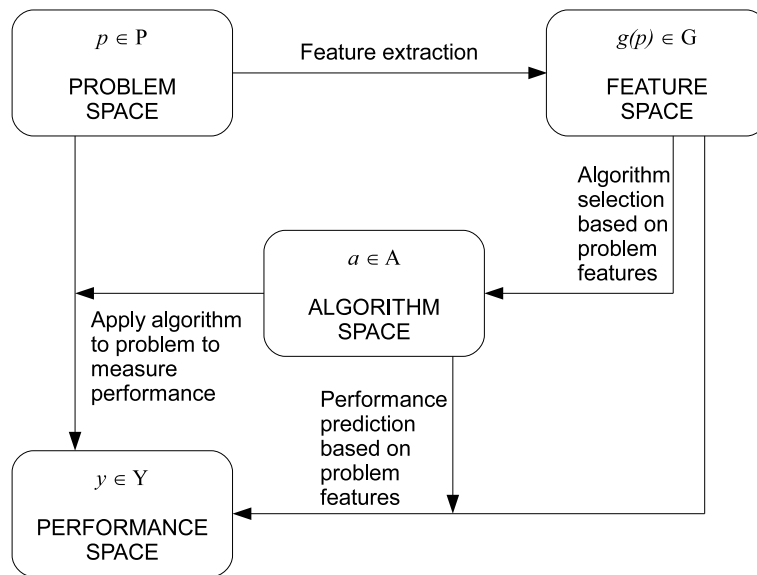 p ∈ P
PROBLEM
SPACE
Feature extraction
g(p) ∈ G
FEATURE
SPACE
Algorithm
selection
based on
problem
features
a ∈ A
ALGORITHM
SPACE
Apply algorithm
to problem to
measure
performance
Performance
prediction
based on
problem
features
y ∈ Y
PERFORMANCE
SPACE